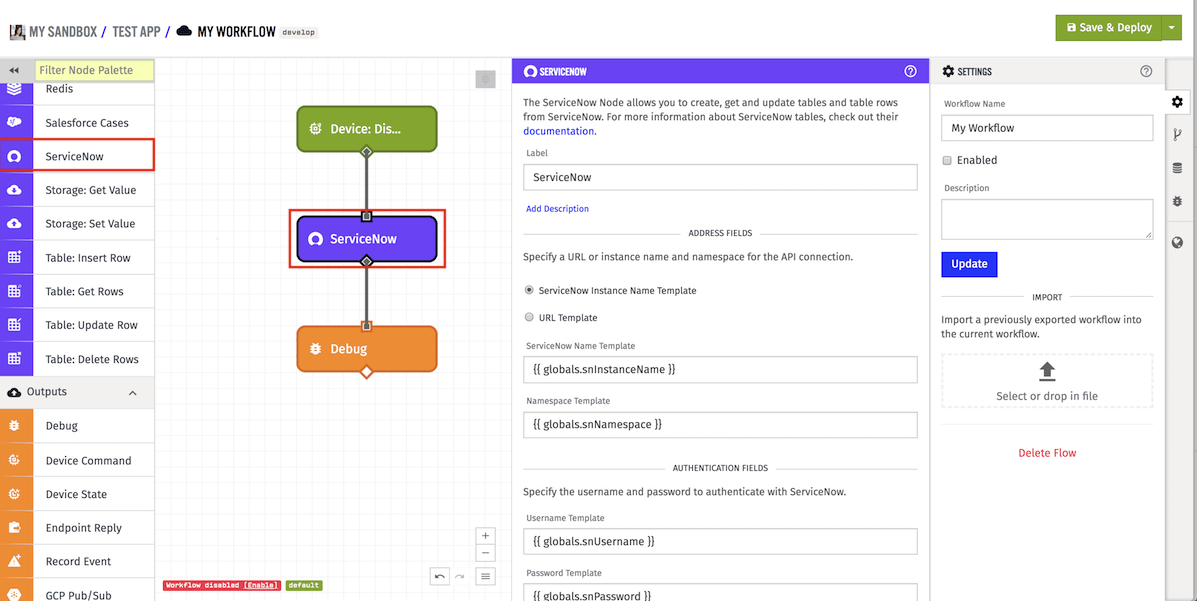 MY SANDBOX / TEST APP / MY WORKFLOW develop
Save & Deploy
Filter Node Palette
Redis
Salesforce Cases
ServiceNow
Storage: Get Value
Storage: Set Value
Table: Insert Row
Table: Get Rows
Table: Update Row
Table: Delete Rows
Outputs
Debug
Device Command
Device State
Endpoint Reply
Record Event
GCP Pub/Sub
Device: Dis...
ServiceNow
Debug
Workflow disabled [Enable] default
SERVICENOW
The ServiceNow Node allows you to create, get and update tables and table rows
from ServiceNow. For more information about ServiceNow tables, check out their
documentation.
Label
ServiceNow
Add Description
ADDRESS FIELDS
Specify a URL or instance name and namespace for the API connection.
ServiceNow Instance Name Template
URL Template
ServiceNow Name Template
{{ globals.snInstanceName }}
Namespace Template
{{ globals.snNamespace }}
AUTHENTICATION FIELDS
Specify the username and password to authenticate with ServiceNow.
Username Template
{{ globals.snUsername }}
Password Template
{{ globals.snPassword }}
SETTINGS
Workflow Name
My Workflow
Enabled
Description
Update
IMPORT
Import a previously exported workflow into
the current workflow.
Select or drop in file
Delete Flow